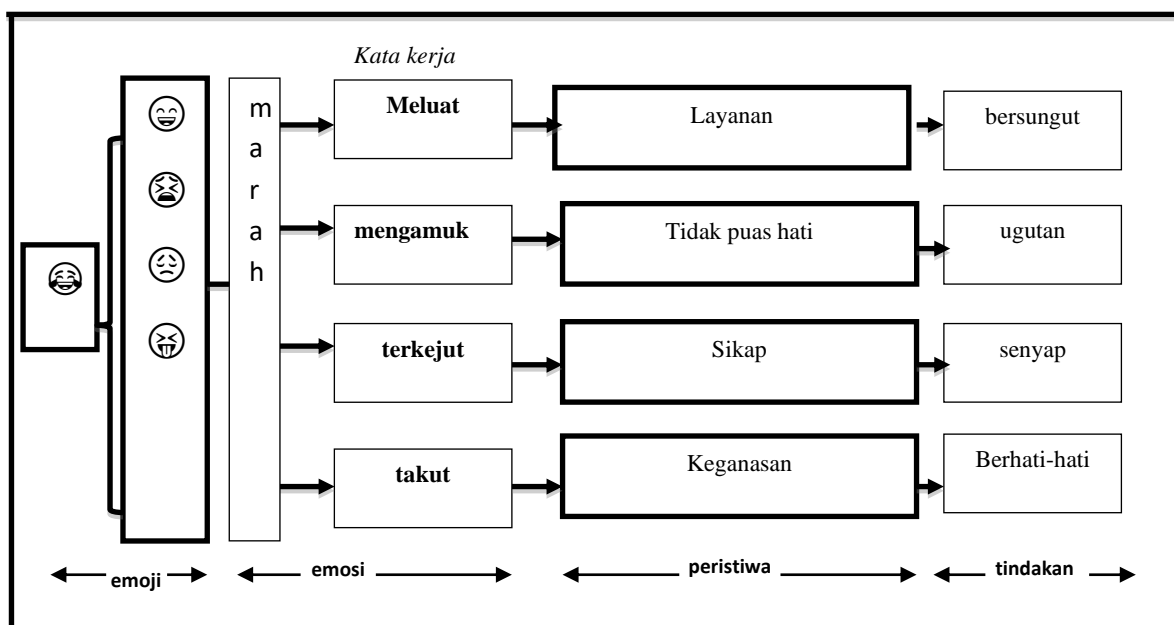 Kata kerja
😄
😫
😟
😝
😂
marah
Meluat
Layanan
bersungut
mengamuk
Tidak puas hati
ugutan
terkejut
Sikap
senyap
takut
Keganasan
Berhati-hati
emoji
emosi
peristiwa
tindakan